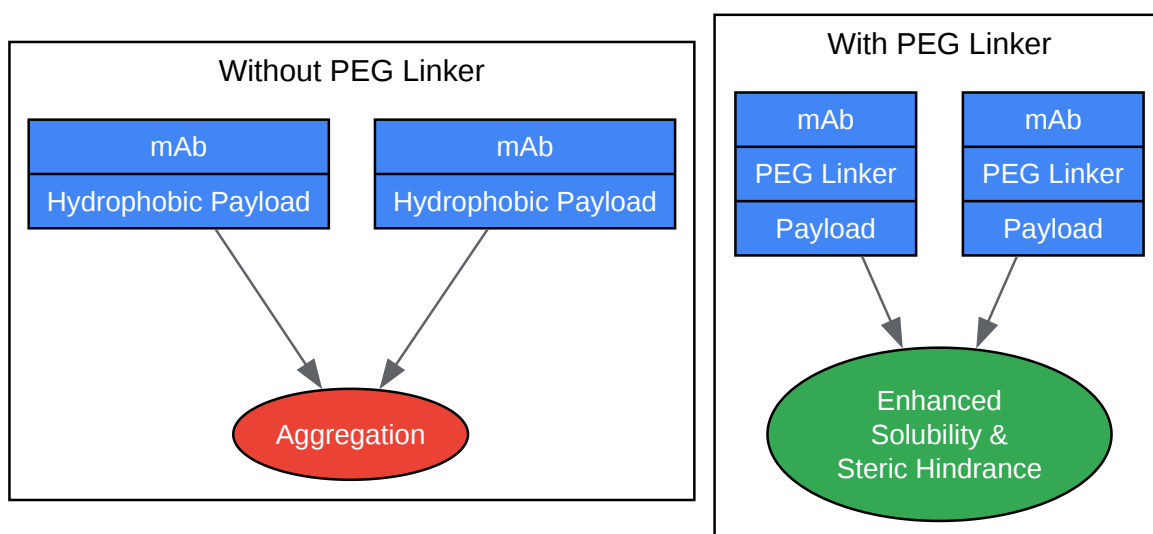 Without PEG Linker
mAb
Hydrophobic Payload
mAb
Hydrophobic Payload
Aggregation
With PEG Linker
mAb
PEG Linker
Payload
mAb
PEG Linker
Payload
Enhanced
Solubility &
Steric Hindrance